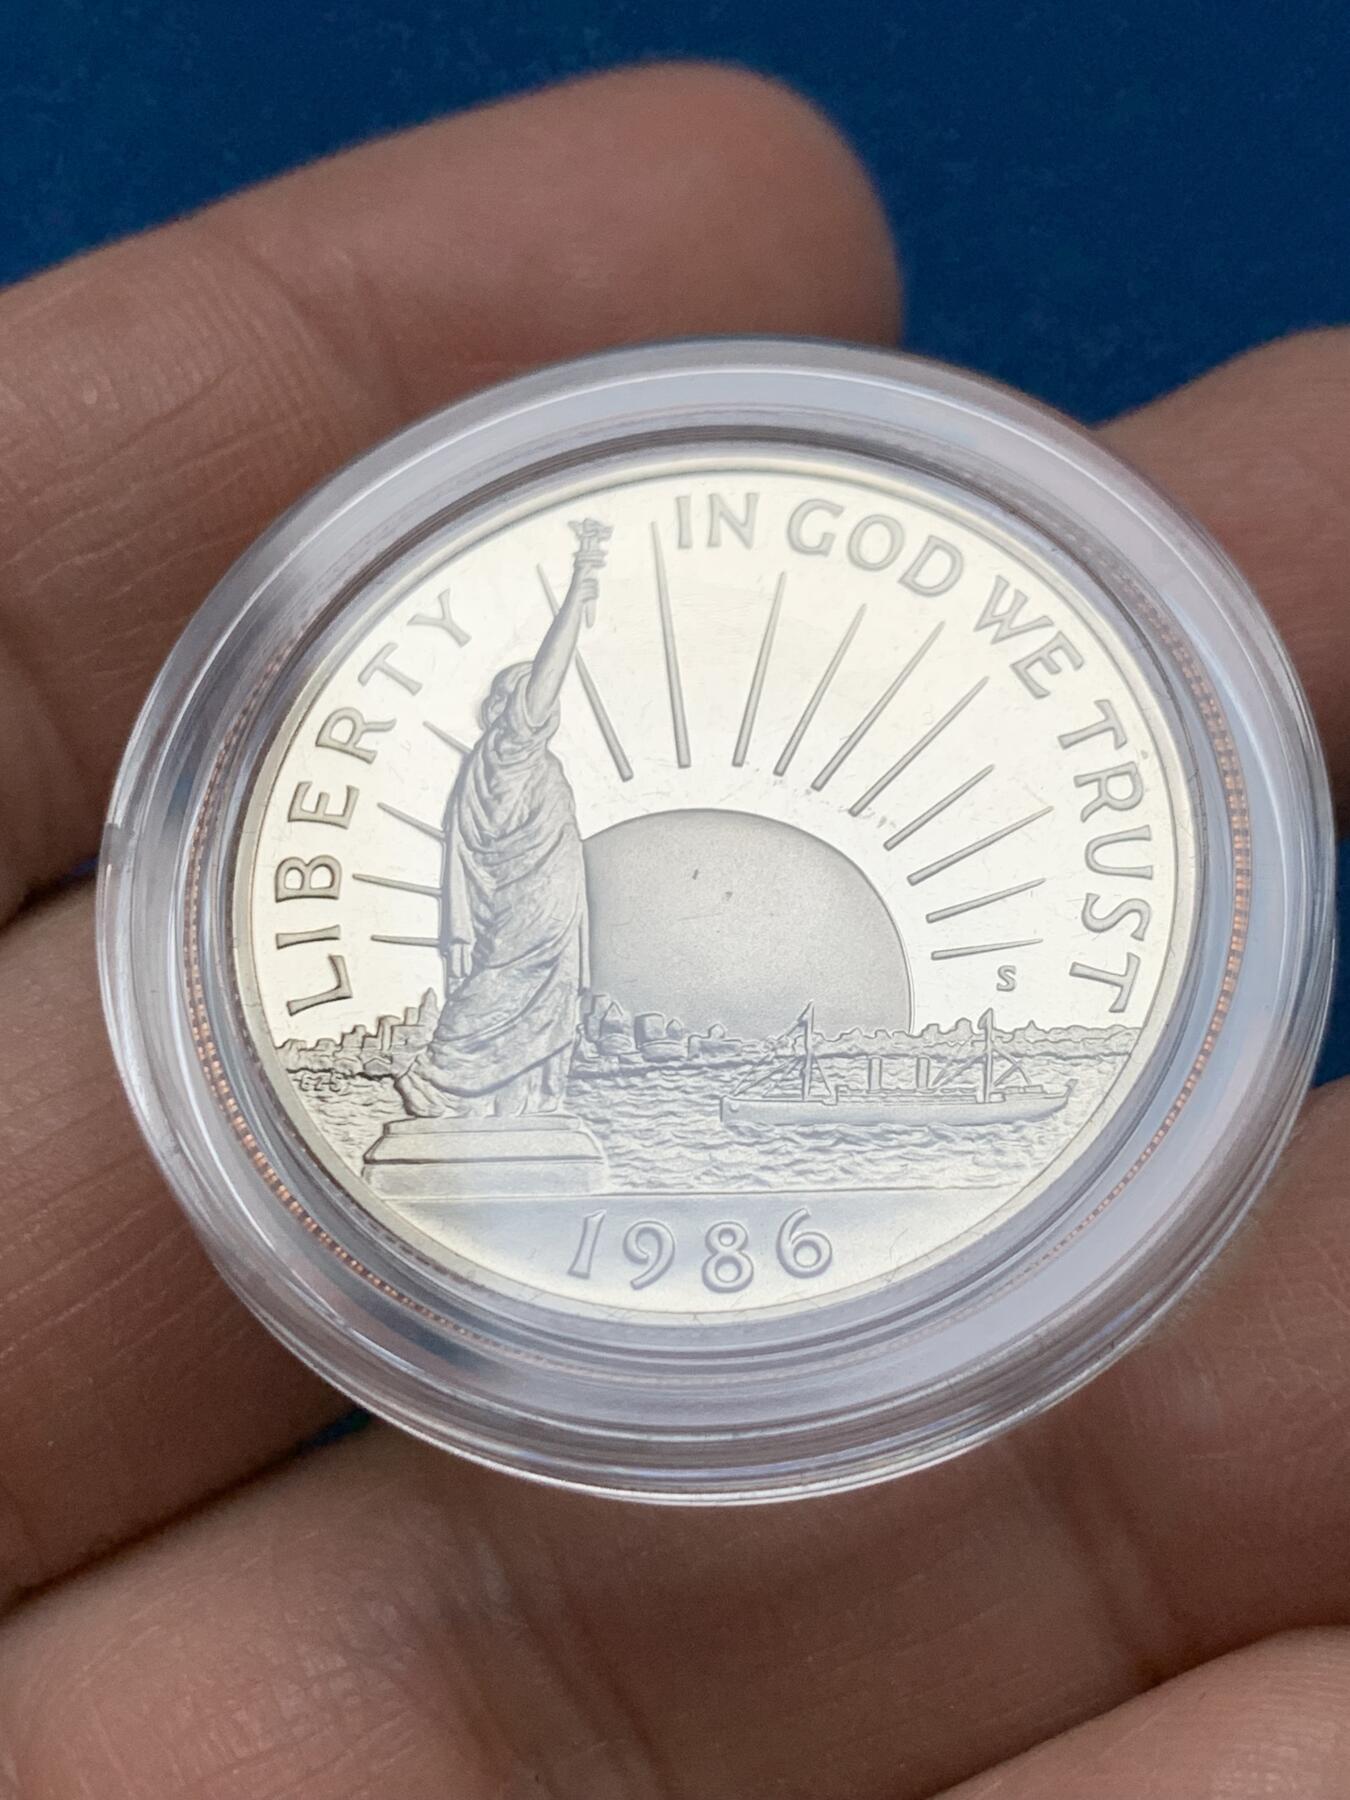 LIBERTY
IN GOD WE TRUST
S
1986